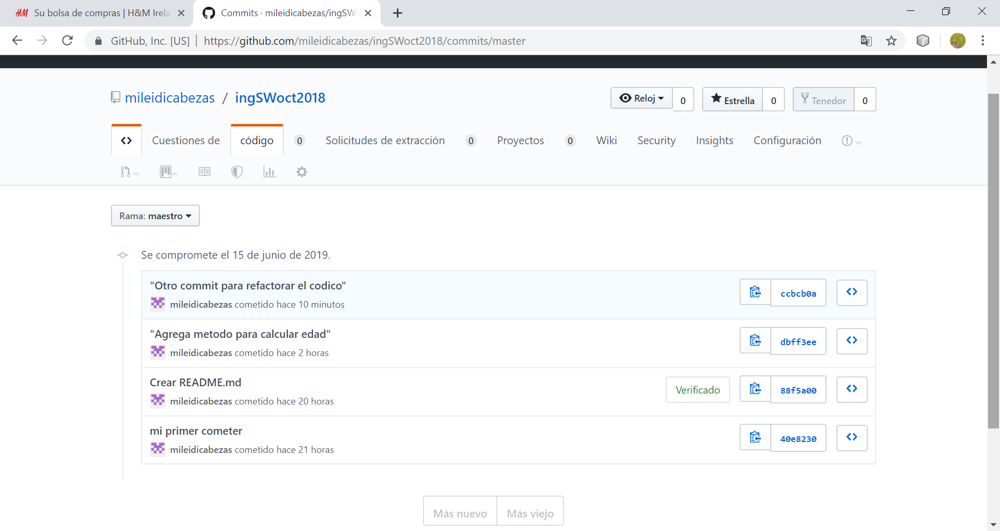 H&M Su bolsa de compras | H&M Irela
Commits · mileidicabezas/ingSW
GitHub, Inc. [US] | https://github.com/mileidicabezas/ingSWoct2018/commits/master
mileidicabezas / ingSWoct2018
Reloj 0 Estrella 0 Tenedor 0
<> Cuestiones de código 0 Solicitudes de extracción 0 Proyectos 0 Wiki Security Insights Configuración
Rama: maestro
Se compromete el 15 de junio de 2019.
"Otro commit para refactorar el codico"
mileidicabezas cometido hace 10 minutos
ccbcb0a <>
"Agrega metodo para calcular edad"
mileidicabezas cometido hace 2 horas
dbff3ee <>
Crear README.md
mileidicabezas cometido hace 20 horas
Verificado 88f5a00 <>
mi primer cometer
mileidicabezas cometido hace 21 horas
40e8230 <>
Más nuevo Más viejo